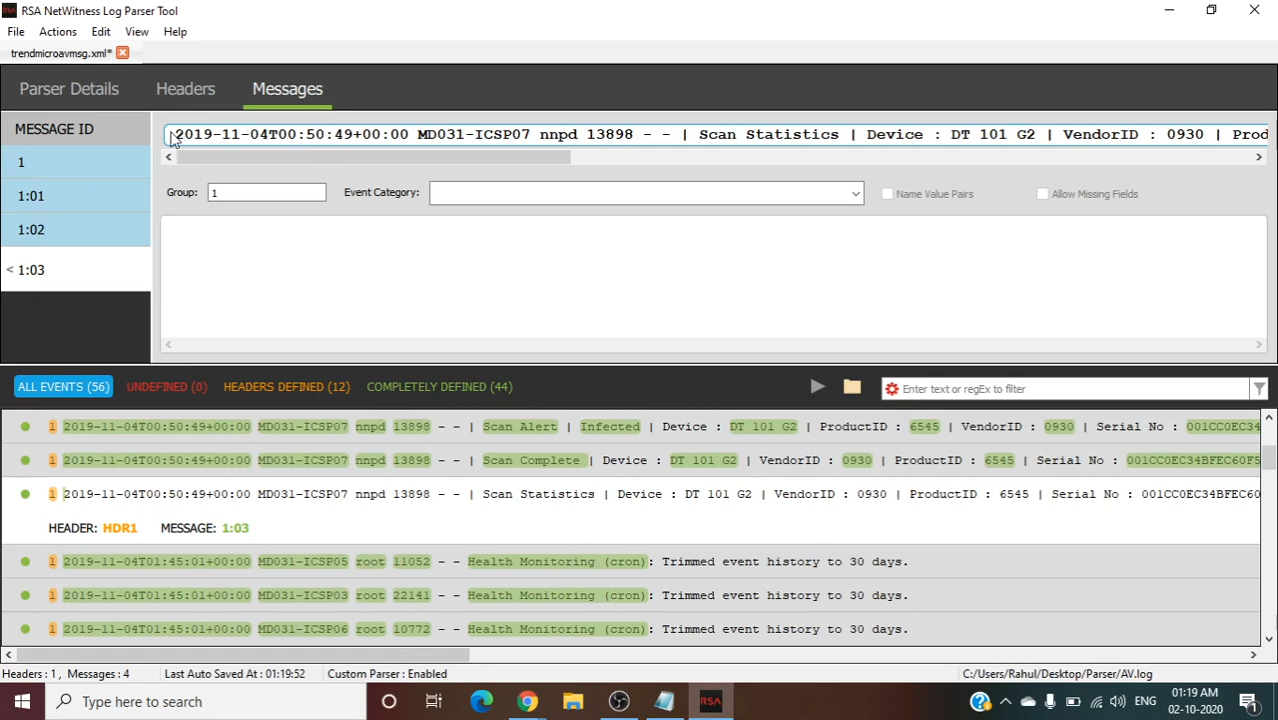 RSA NetWitness Log Parser Tool
File Actions Edit View Help
trendmicroavmsg.xml*
Parser Details Headers Messages
MESSAGE ID
2019-11-04T00:50:49+00:00 MD031-ICSP07 nnpd 13898 - - | Scan Statistics | Device : DT 101 G2 | VendorID : 0930 | Prod
1
1:01
1:02
< 1:03
Group: 1 Event Category: Name Value Pairs Allow Missing Fields
ALL EVENTS (56) UNDEFINED (0) HEADERS DEFINED (12) COMPLETELY DEFINED (44) Enter text or regEx to filter
1 2019-11-04T00:50:49+00:00 MD031-ICSP07 nnpd 13898 - - | Scan Alert | Infected | Device : DT 101 G2 | ProductID : 6545 | VendorID : 0930 | Serial No : 001CC0EC34
1 2019-11-04T00:50:49+00:00 MD031-ICSP07 nnpd 13898 - - | Scan Complete | Device : DT 101 G2 | VendorID : 0930 | ProductID : 6545 | Serial No : 001CC0EC34BFEC60F5
1 2019-11-04T00:50:49+00:00 MD031-ICSP07 nnpd 13898 - - | Scan Statistics | Device : DT 101 G2 | VendorID : 0930 | ProductID : 6545 | Serial No : 001CC0EC34BFEC60
HEADER: HDR1 MESSAGE: 1:03
1 2019-11-04T01:45:01+00:00 MD031-ICSP05 root 11052 - - Health Monitoring (cron): Trimmed event history to 30 days.
1 2019-11-04T01:45:01+00:00 MD031-ICSP03 root 22141 - - Health Monitoring (cron): Trimmed event history to 30 days.
1 2019-11-04T01:45:01+00:00 MD031-ICSP06 root 10772 - - Health Monitoring (cron): Trimmed event history to 30 days.
Headers : 1 , Messages : 4 Last Auto Saved At : 01:19:52 Custom Parser : Enabled C:/Users/Rahul/Desktop/Parser/AV.log
Type here to search RSA ENG 01:19 AM
02-10-2020 1